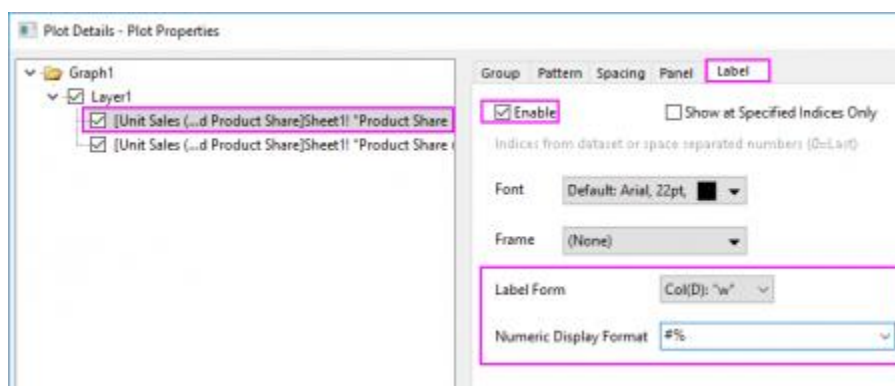 Plot Details - Plot Properties
Graph1
Layer1
[Unit Sales (...d Product Share]Sheet1! "Product Share
[Unit Sales (...d Product Share]Sheet1! "Product Share
Group Pattern Spacing Panel Label
Enable Show at Specified Indices Only
Indices from dataset or space separated numbers (0=Last)
Font Default: Arial, 22pt,
Frame (None)
Label Form Col(D): "w"
Numeric Display Format #%